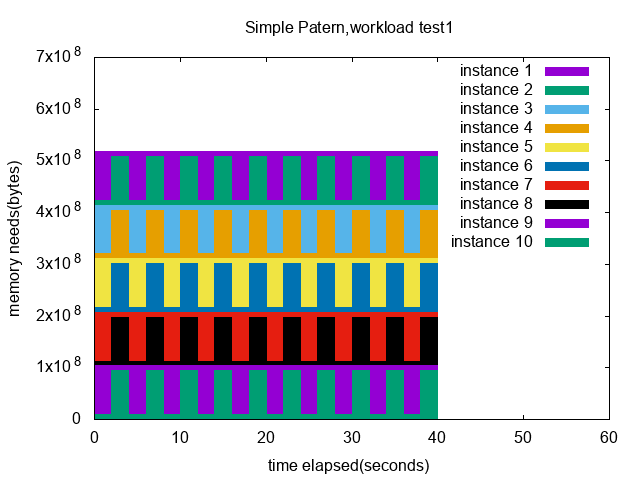 Simple Patern,workload test1
7x10^8
6x10^8
5x10^8
4x10^8
3x10^8
2x10^8
1x10^8
0
memory needs(bytes)
instance 1
instance 2
instance 3
instance 4
instance 5
instance 6
instance 7
instance 8
instance 9
instance 10
0 10 20 30 40 50 60
time elapsed(seconds)